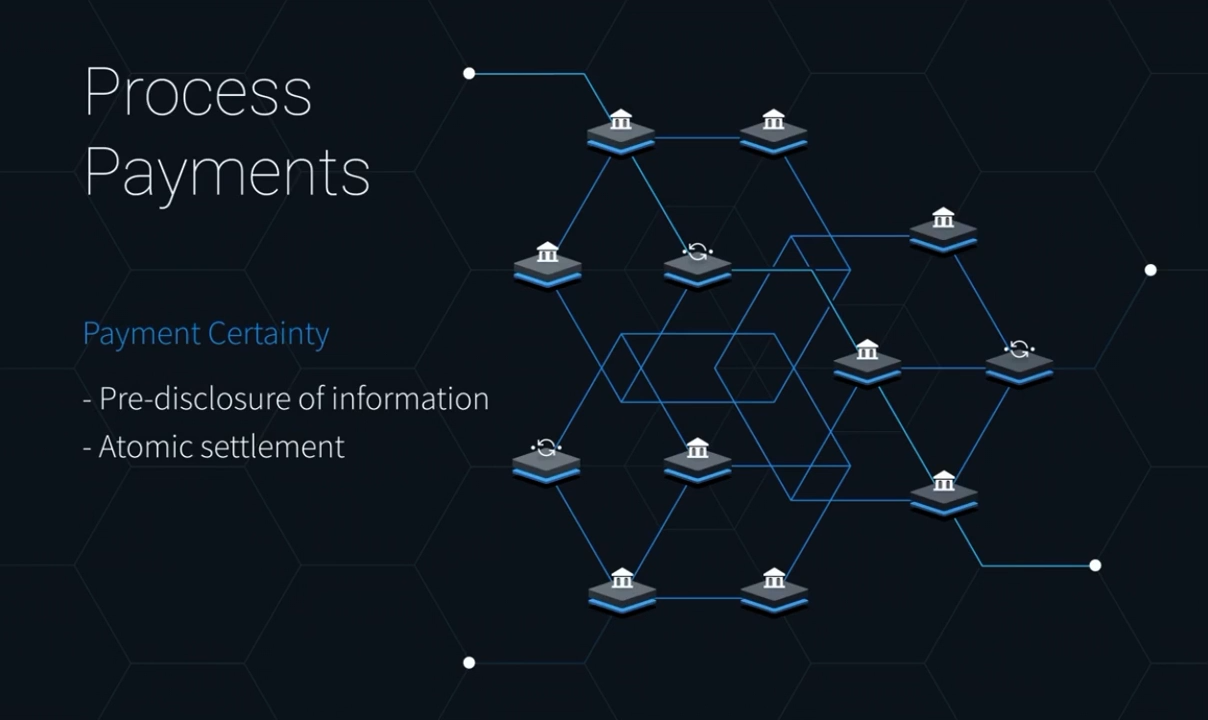 Process
Payments
Payment Certainty
- Pre-disclosure of information
- Atomic settlement